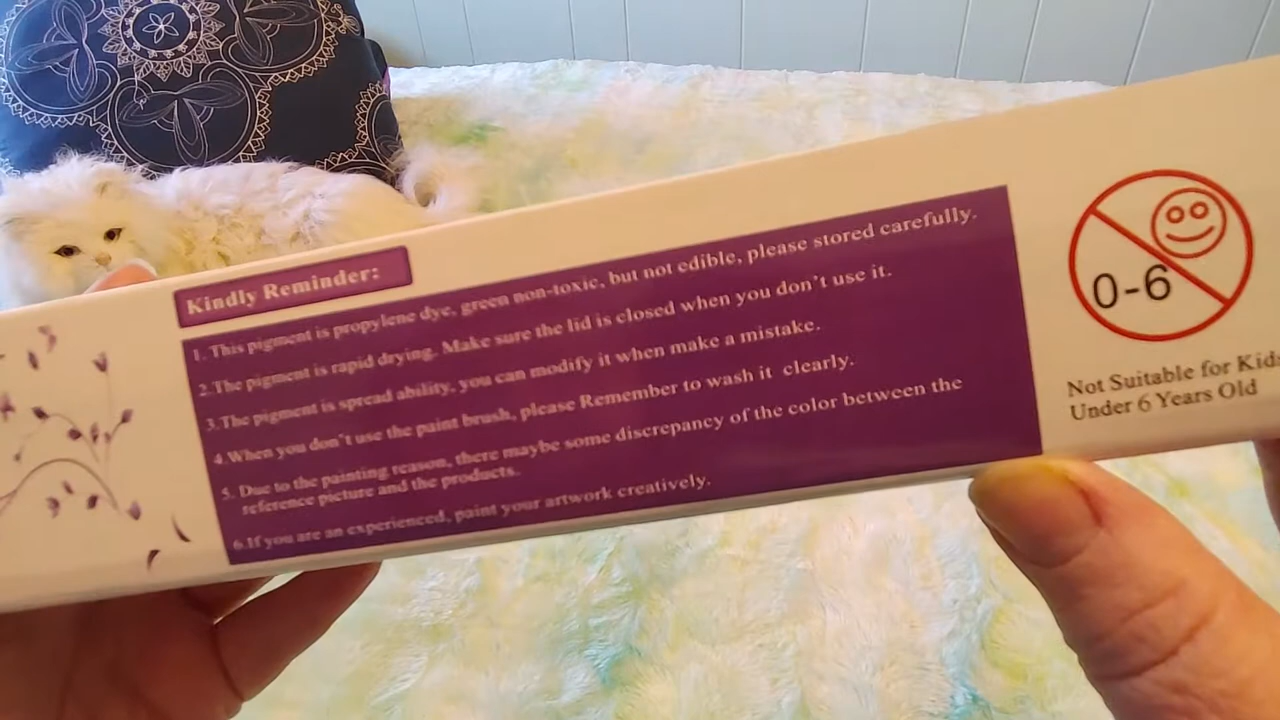 Kindly Reminder:
1. This pigment is propylene dye, green non-toxic, but not edible, please stored carefully.
2.The pigment is rapid drying. Make sure the lid is closed when you don't use it.
3.The pigment is spread ability, you can modify it when make a mistake.
4.When you don't use the paint brush, please Remember to wash it clearly.
5. Due to the painting reason, there maybe some discrepancy of the color between the
reference picture and the products.
6.If you are an experienced, paint your artwork creatively.
0-6
Not Suitable for Kid
Under 6 Years Old